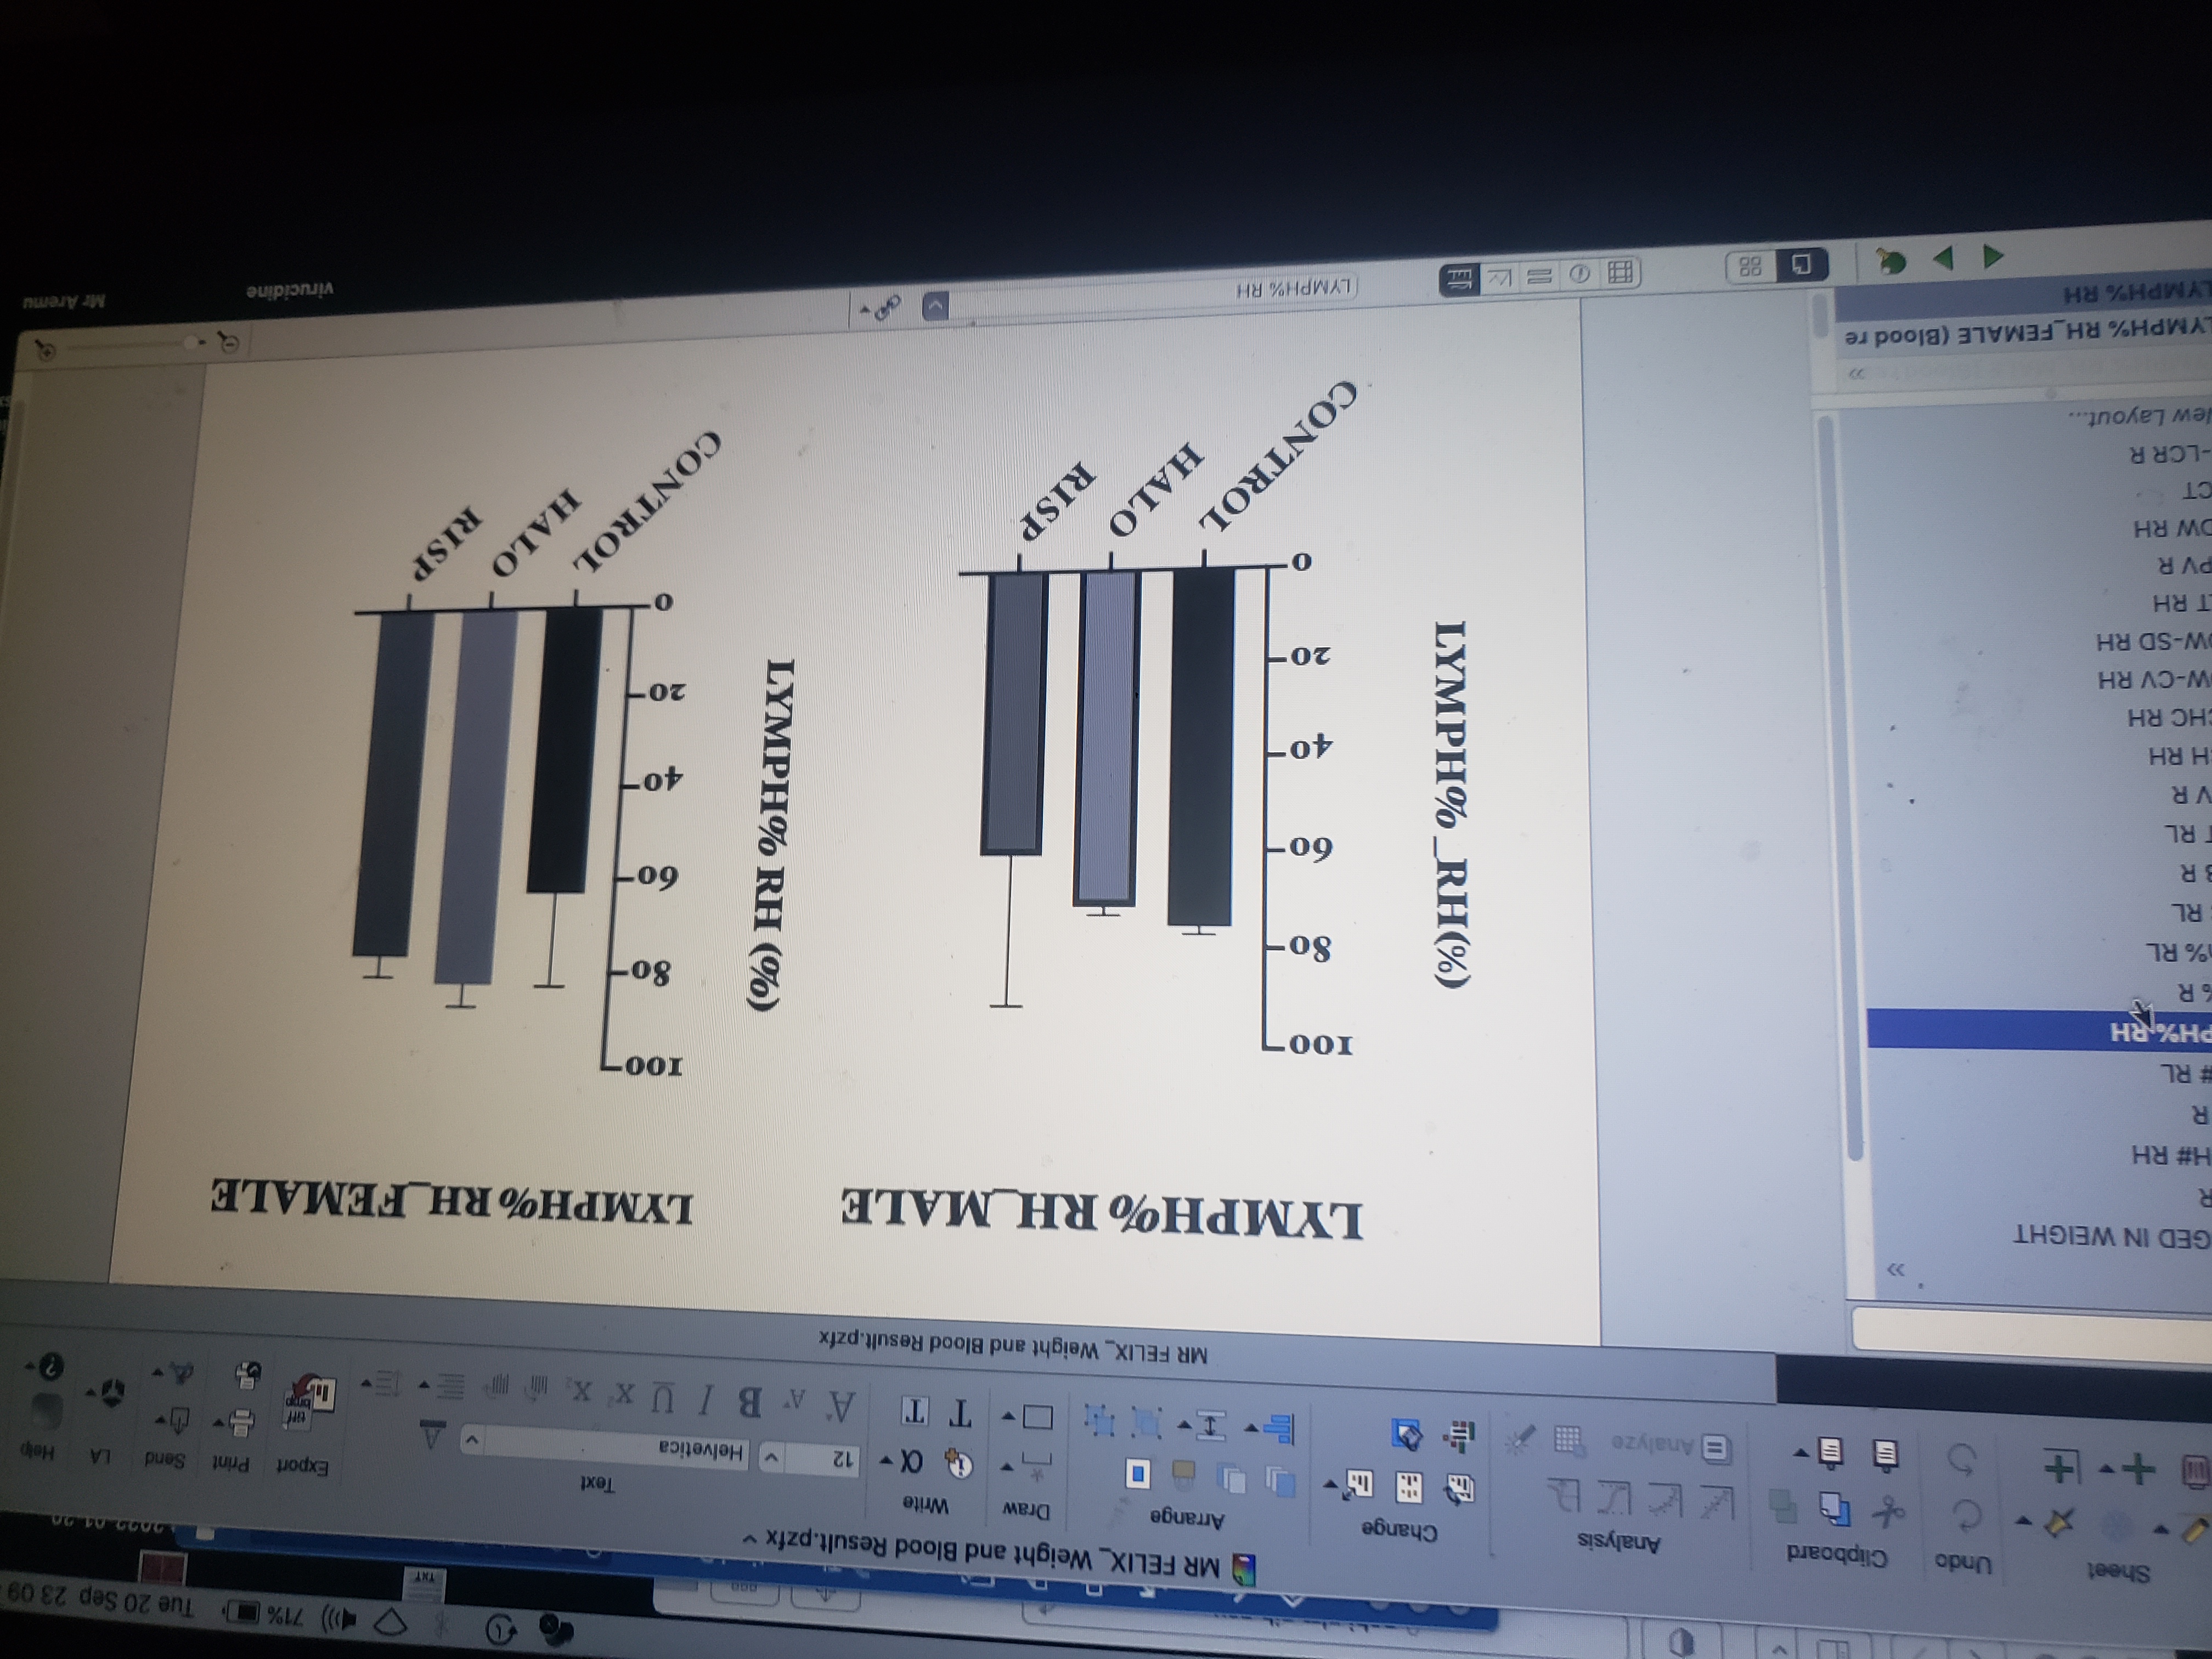 71%
Tue 20 Sep 23 09
TXT
MR FELIX_ Weight and Blood Result.pzfx
Sheet
Undo
Clipboard
Analysis
Change
Arrange
Draw
Write
Text
Export
Print
Send
LA
Help
Analyze
12
Helvetica
tiff
bmp
MR FELIX_ Weight and Blood Result.pzfx
GED IN WEIGHT
R
H# RH
R
# RL
PH% RH
% R
% RL
RL
R
RL
V R
H RH
CHC RH
W-CV RH
W-SD RH
T RH
PV R
DW RH
CT
-LCR R
New Layout...
LYMPH% RH_FEMALE (Blood re
LYMPH% RH
LYMPH% RH_MALE
LYMPH%_RH(%)
100
80
60
40
20
0
CONTROL
HALO
RISP
LYMPH% RH_FEMALE
LYMPH% RH (%)
100
80
60
40
20
0
CONTROL
HALO
RISP
LYMPH% RH
virucidine
Mr Aremu